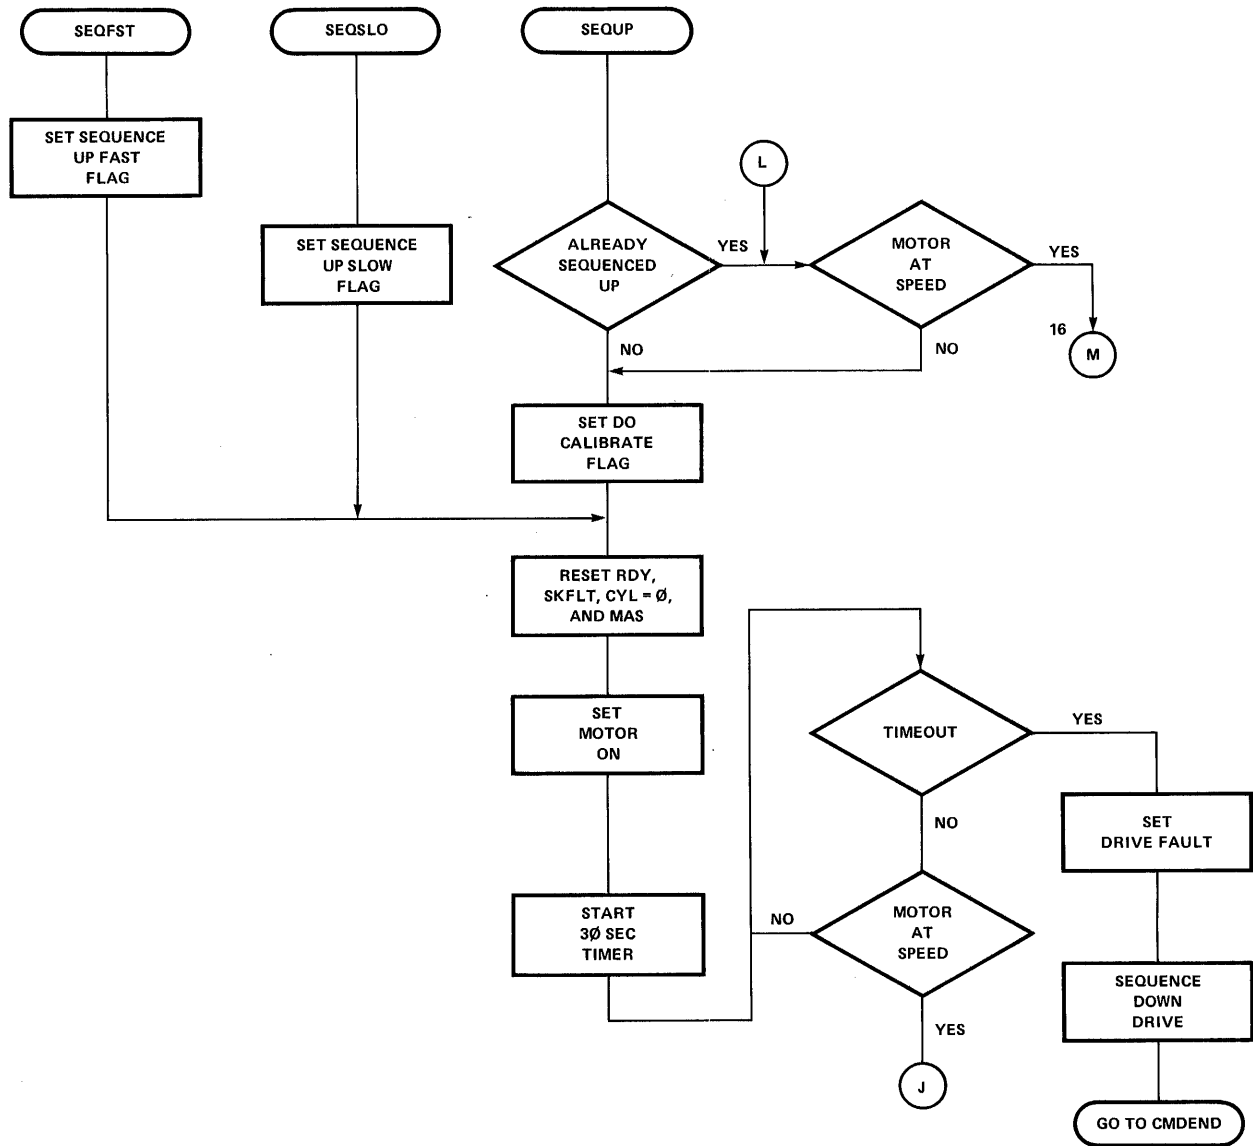 SEQFST
SEQSLO
SEQUP
SET SEQUENCE
UP FAST
FLAG
L
SET SEQUENCE
UP SLOW
FLAG
ALREADY
SEQUENCED
UP
YES
MOTOR
AT
SPEED
YES
NO
NO
16
M
SET DO
CALIBRATE
FLAG
RESET RDY,
SKFLT, CYL = Ø,
AND MAS
SET
MOTOR
ON
TIMEOUT
YES
NO
SET
DRIVE FAULT
START
3Ø SEC
TIMER
NO
MOTOR
AT
SPEED
YES
SEQUENCE
DOWN
DRIVE
J
GO TO CMDEND